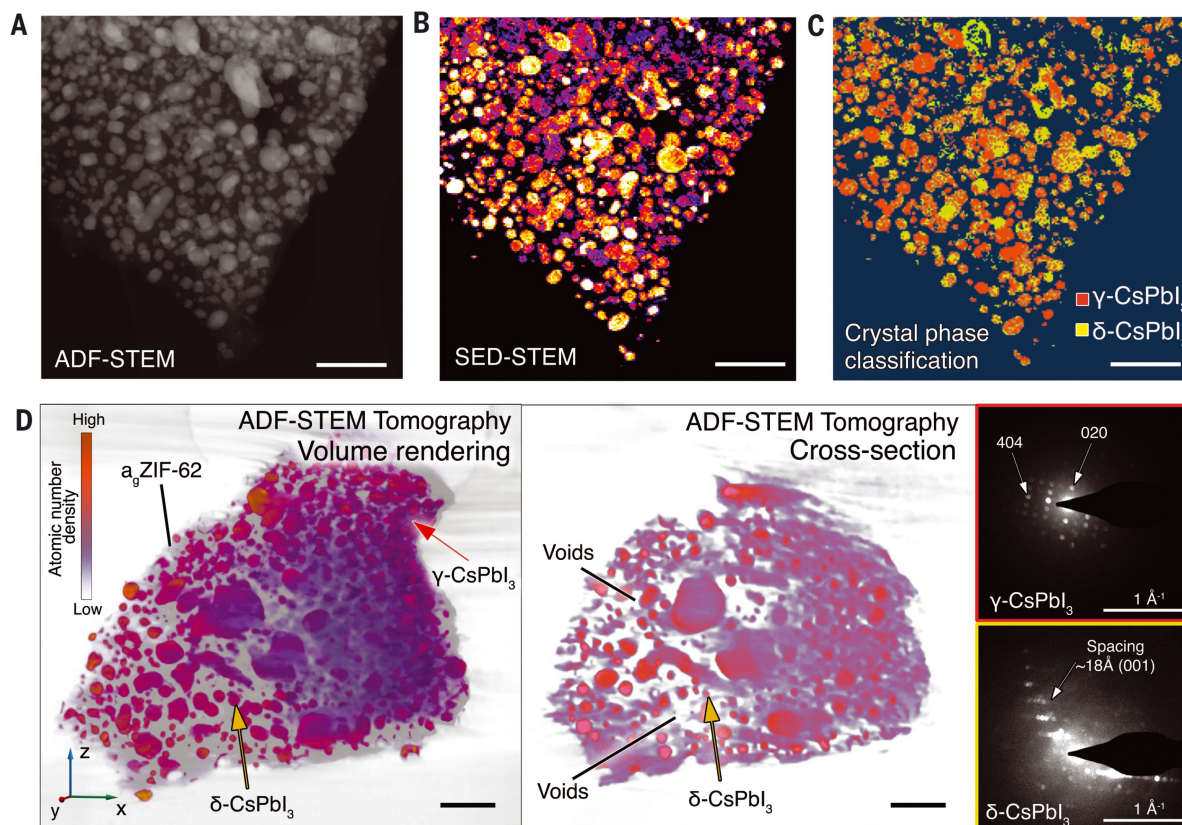 A
ADF-STEM
B
SED-STEM
C
γ-CsPbI
δ-CsPbI
Crystal phase
classification
D
High
Atomic number
density
Low
ADF-STEM Tomography
Volume rendering
agZIF-62
γ-CsPbI3
δ-CsPbI3
z
y
x
ADF-STEM Tomography
Cross-section
Voids
Voids
δ-CsPbI3
404
020
γ-CsPbI3
1 Å-1
Spacing
~18Å (001)
δ-CsPbI3
1 Å-1